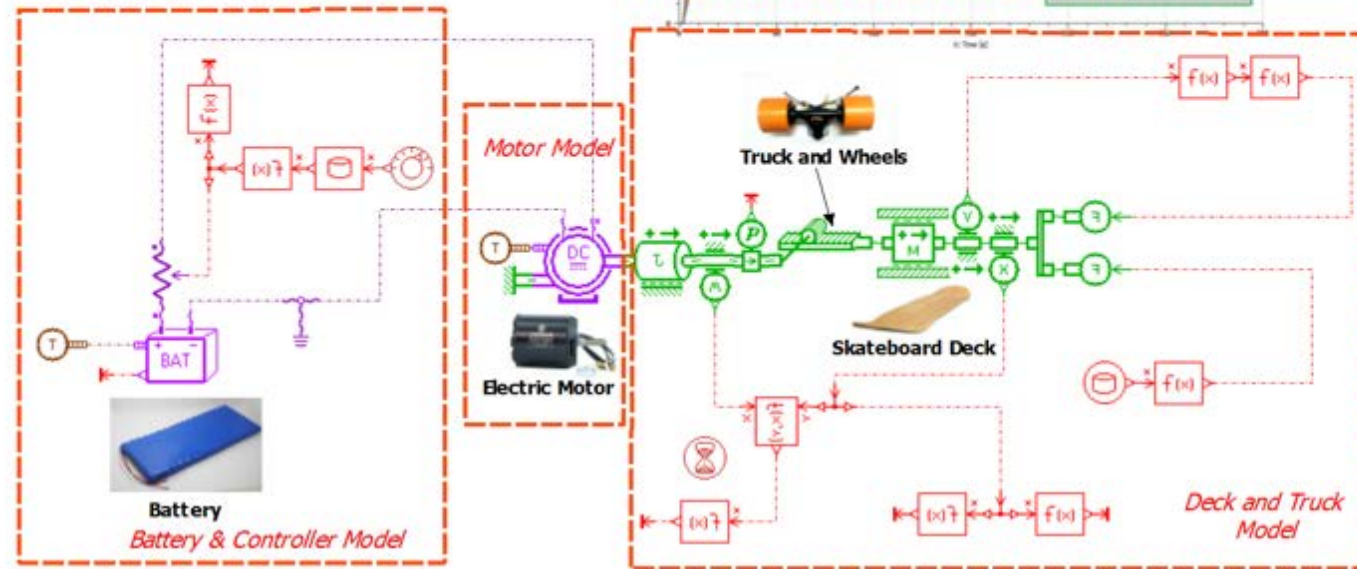 Motor Model
Truck and Wheels
Skateboard Deck
Electric Motor
Battery
Battery & Controller Model
Deck and Truck
Model
f(x)
f(x)
f(x)
f(x)
f(x)
f(x,y)
f(x)
f(x)
f(x)
T
T
BAT
+
−
DC
P
M
V
X
F
F